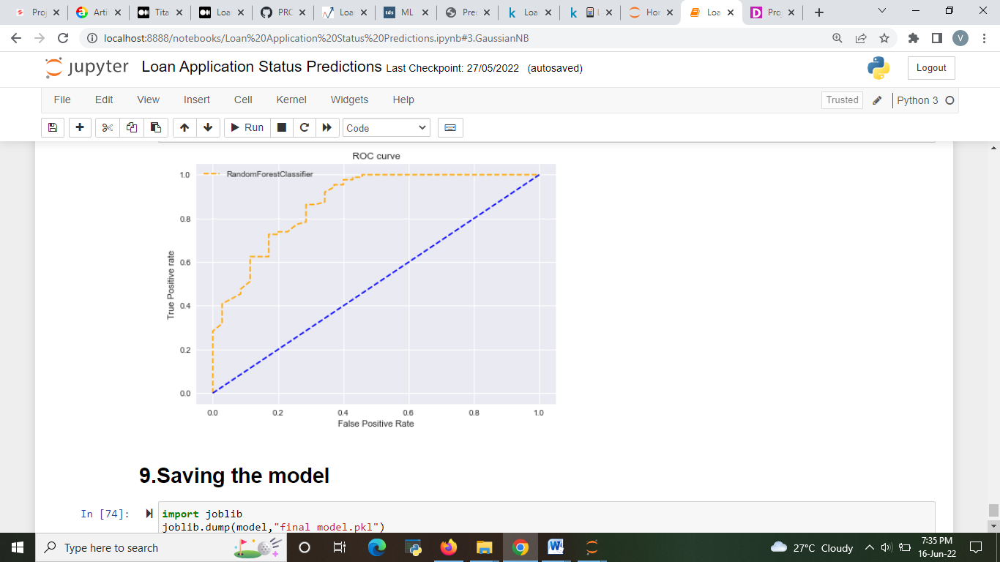 Proj Arti Tita Loa PRC Loa tds ML Pre k Loa k L Hor Loa D Pro
localhost:8888/notebooks/Loan%20Application%20Status%20Predictions.ipynb#3.GaussianNB V
jupyter Loan Application Status Predictions Last Checkpoint: 27/05/2022 (autosaved) Logout
File Edit View Insert Cell Kernel Widgets Help Trusted Python 3
Run Code
ROC curve
RandomForestClassifier
1.0
0.8
0.6
0.4
0.2
0.0
True Positive rate
0.0 0.2 0.4 0.6 0.8 1.0
False Positive Rate
9.Saving the model
In [74]: import joblib
joblib.dump(model,"final model.pkl")
Type here to search 27°C Cloudy 7:35 PM
16-Jun-22